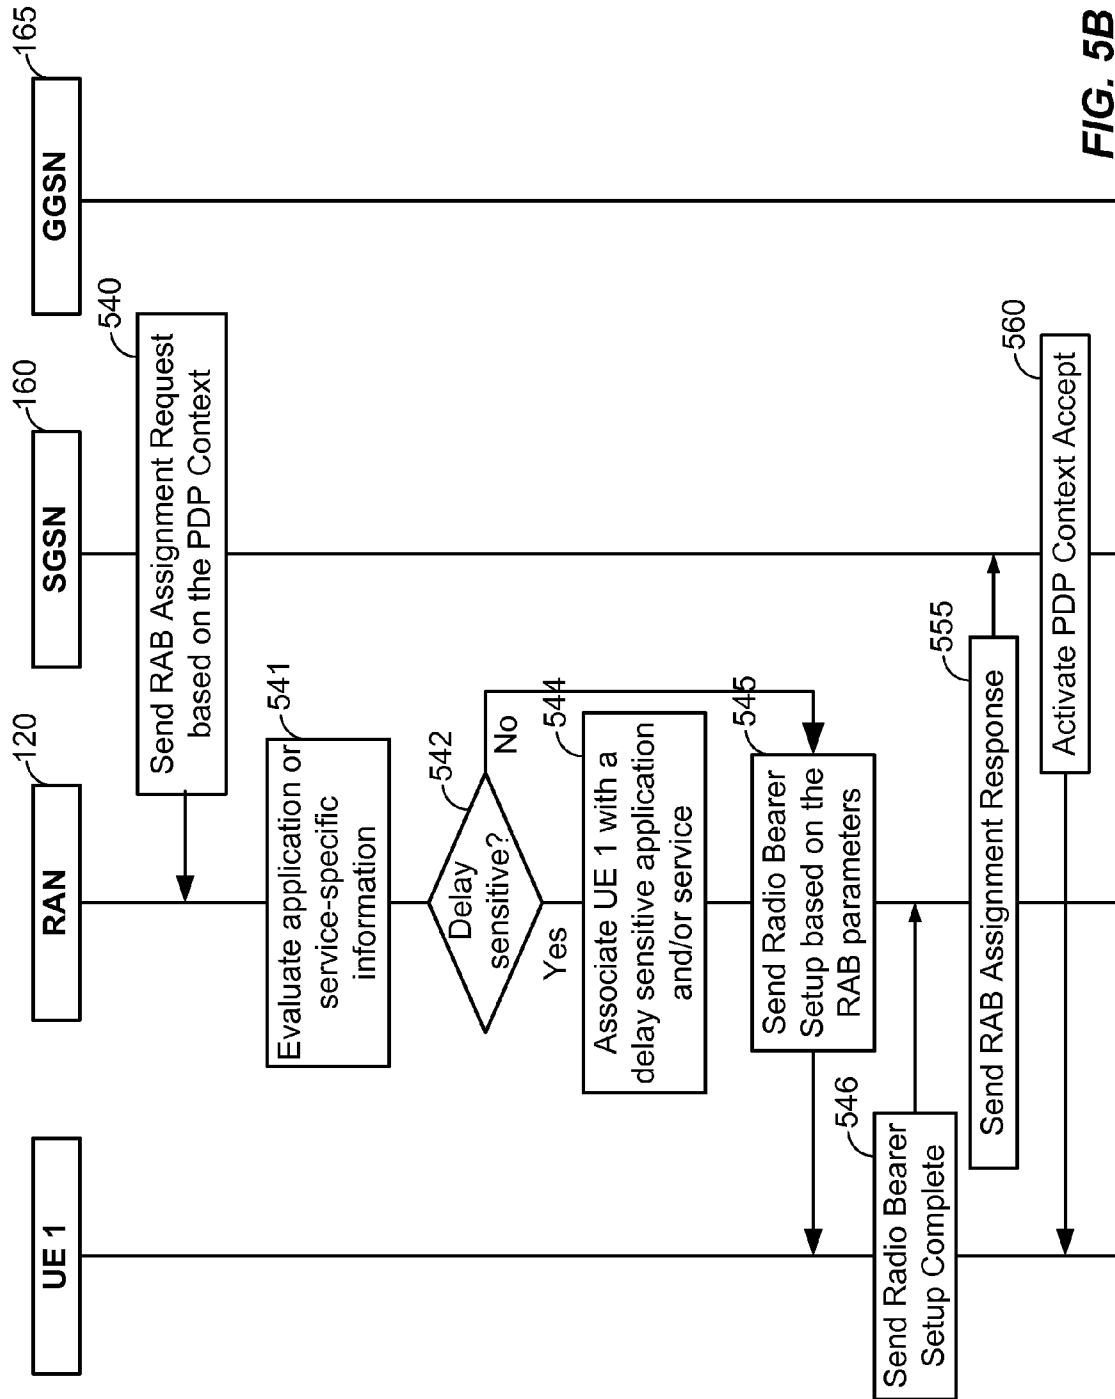 UE 1
RAN
120
SGSN
160
GGSN
165
540
Send RAB Assignment Request
based on the PDP Context
541
Evaluate application or
service-specific
information
542
Delay
sensitive?
No
Yes
544
Associate UE 1 with a
delay sensitive application
and/or service
545
Send Radio Bearer
Setup based on the
RAB parameters
546
Send Radio Bearer
Setup Complete
555
Send RAB Assignment Response
560
Activate PDP Context Accept
FIG. 5B